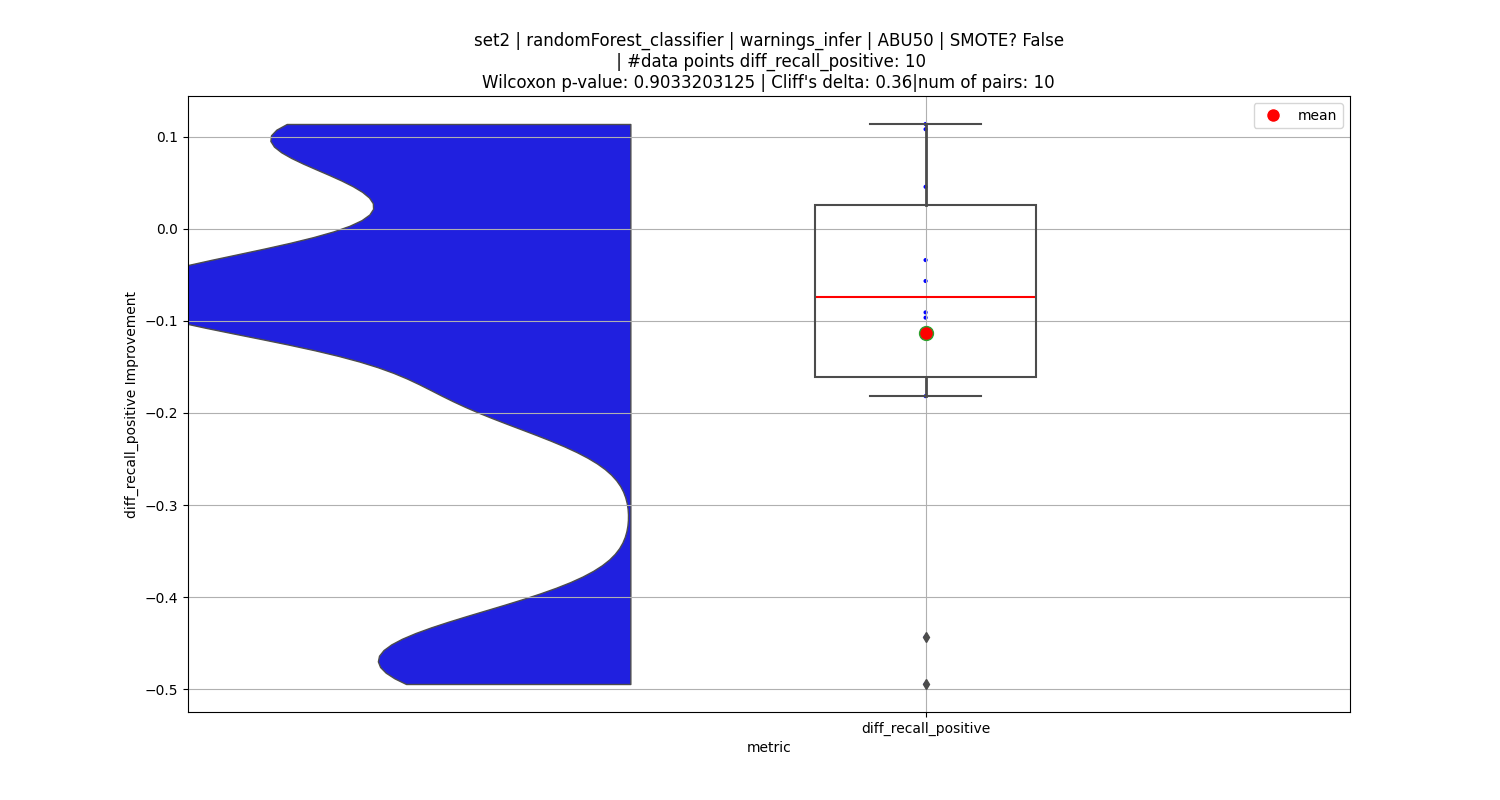 set2 | randomForest_classifier | warnings_infer | ABU50 | SMOTE? False
| #data points diff_recall_positive: 10
Wilcoxon p-value: 0.9033203125 | Cliff's delta: 0.36|num of pairs: 10
mean
0.1
0.0
−0.1
−0.2
−0.3
−0.4
−0.5
diff_recall_positive Improvement
diff_recall_positive
metric